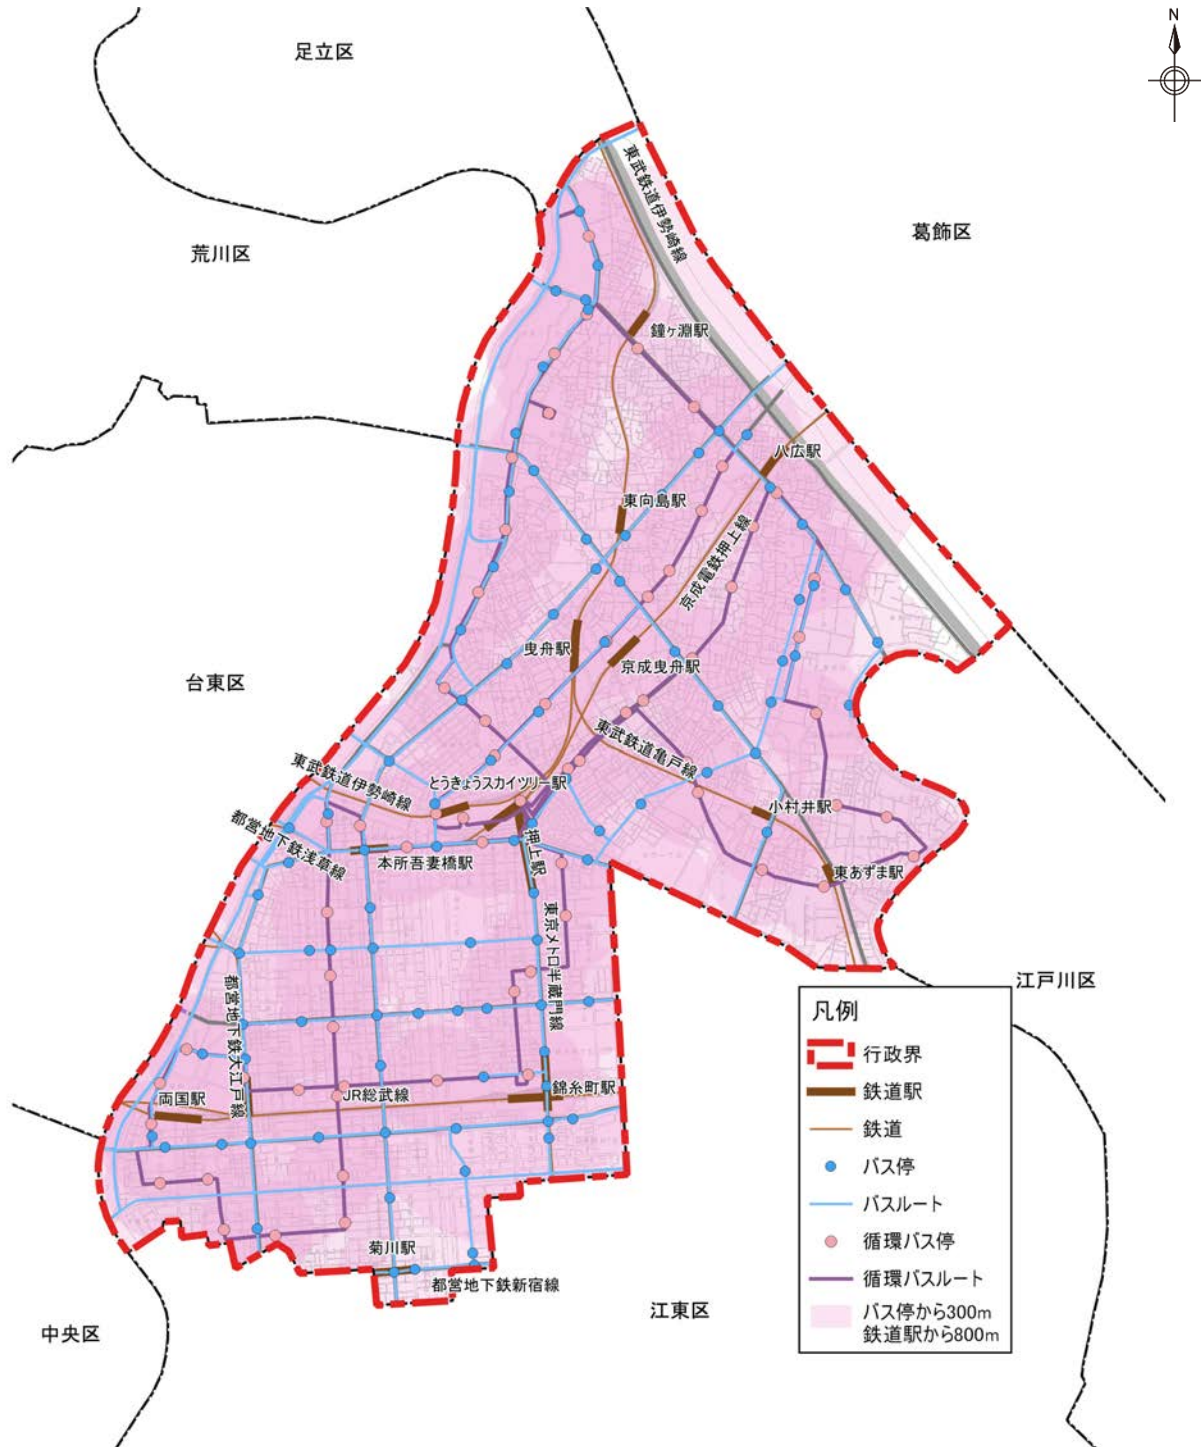 N
足立区
東武鉄道伊勢崎線
葛飾区
荒川区
鐘ヶ淵駅
八広駅
東向島駅
京成電鉄押上線
曳舟駅
京成曳舟駅
台東区
東武鉄道亀戸線
東武鉄道伊勢崎線
とうきょうスカイツリー駅
小村井駅
都営地下鉄浅草線
押上駅
本所吾妻橋駅
東あずま駅
東京メトロ半蔵門線
都営地下鉄大江戸線
江戸川区
両国駅
JR総武線
錦糸町駅
菊川駅
都営地下鉄新宿線
江東区
中央区
凡例
行政界
鉄道駅
鉄道
バス停
バスルート
循環バス停
循環バスルート
バス停から300m
鉄道駅から800m